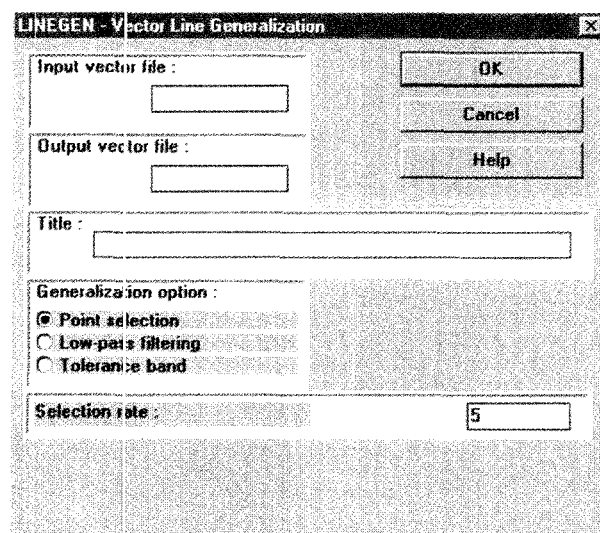 LINEGEN - Vector Line Generalization
Input vector file :
OK
Cancel
Output vector file :
Help
Title :
Generalization option :
Point selection
Low-pass filtering
Tolerance band
Selection rate :
5